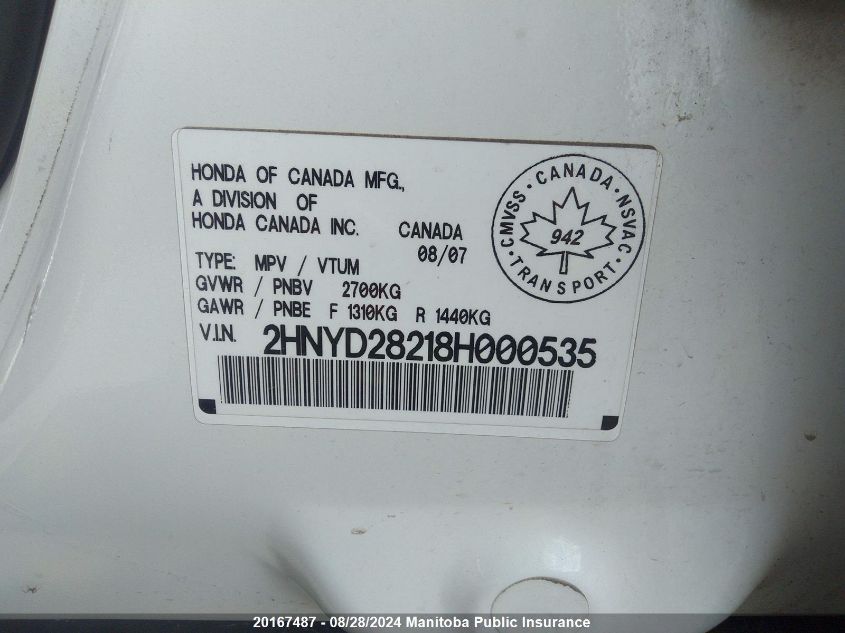 HONDA OF CANADA MFG.,
A DIVISION OF
HONDA CANADA INC. CANADA
08/07
TYPE: MPV / VTUM
GVWR / PNBV 2700KG
GAWR / PNBE F 1310KG R 1440KG
V.I.N. 2HNYD28218H000535
CANADA
CMVSS · NSVAC
942
TRANSPORT
20167487 - 08/28/2024 Manitoba Public Insurance